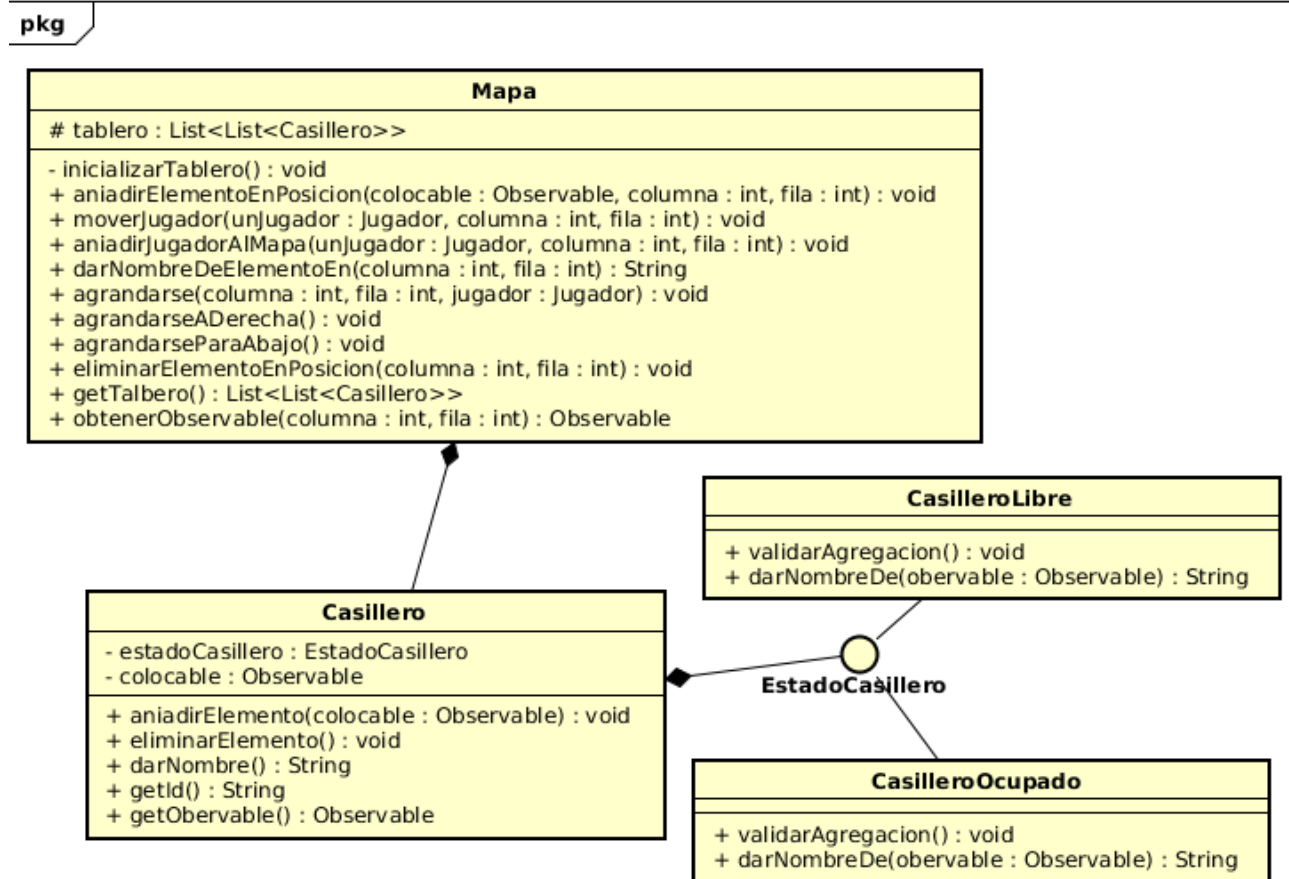 pkg
Mapa
# tablero : List<List<Casillero>>
- inicializarTablero() : void
+ aniadirElementoEnPosicion(colocable : Observable, columna : int, fila : int) : void
+ moverJugador(unJugador : Jugador, columna : int, fila : int) : void
+ aniadirJugadorAlMapa(unJugador : Jugador, columna : int, fila : int) : void
+ darNombreDeElementoEn(columna : int, fila : int) : String
+ agrandarse(columna : int, fila : int, jugador : Jugador) : void
+ agrandarseADerecha() : void
+ agrandarseParaAbajo() : void
+ eliminarElementoEnPosicion(columna : int, fila : int) : void
+ getTalbero() : List<List<Casillero>>
+ obtenerObservable(columna : int, fila : int) : Observable
CasilleroLibre
+ validarAgregacion() : void
+ darNombreDe(obervable : Observable) : String
Casillero
- estadoCasillero : EstadoCasillero
- colocable : Observable
+ aniadirElemento(colocable : Observable) : void
+ eliminarElemento() : void
+ darNombre() : String
+ getId() : String
+ getObervable() : Observable
EstadoCasillero
CasilleroOcupado
+ validarAgregacion() : void
+ darNombreDe(obervable : Observable) : String